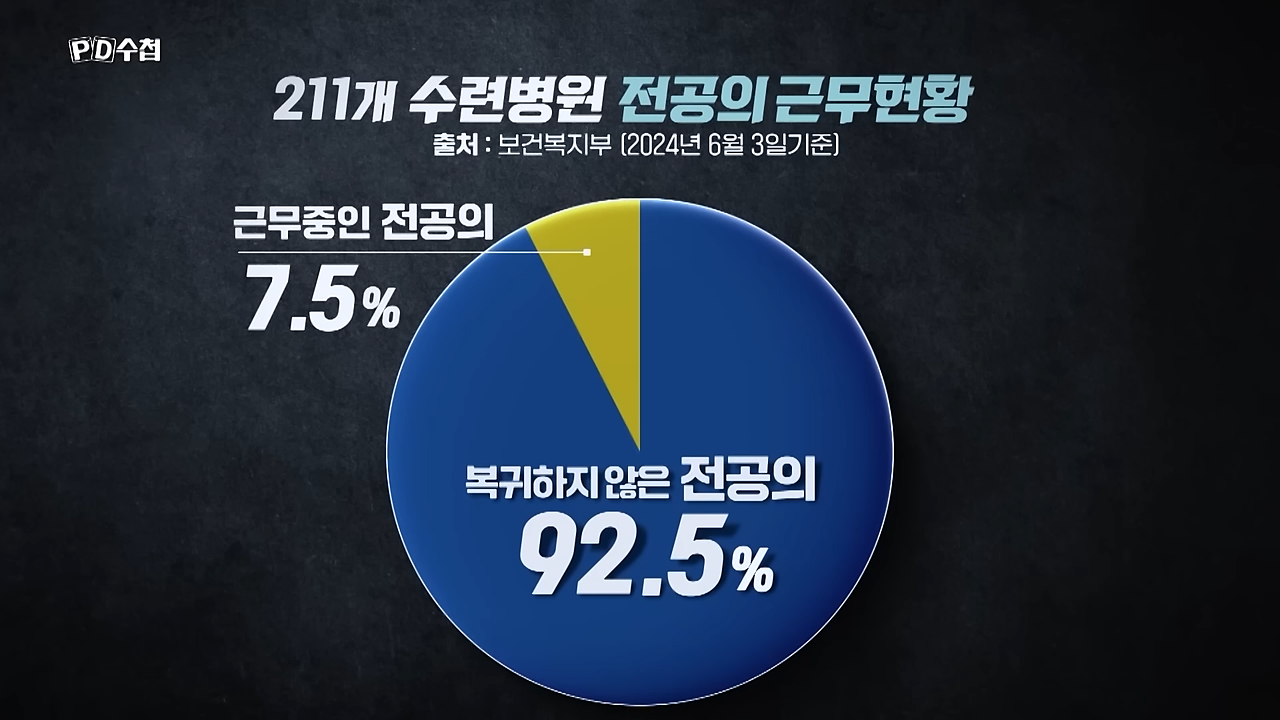 PD수첩
211개 수련병원 전공의 근무현황
출처 : 보건복지부 (2024년 6월 3일기준)
근무중인 전공의
7.5%
복귀하지 않은 전공의
92.5%